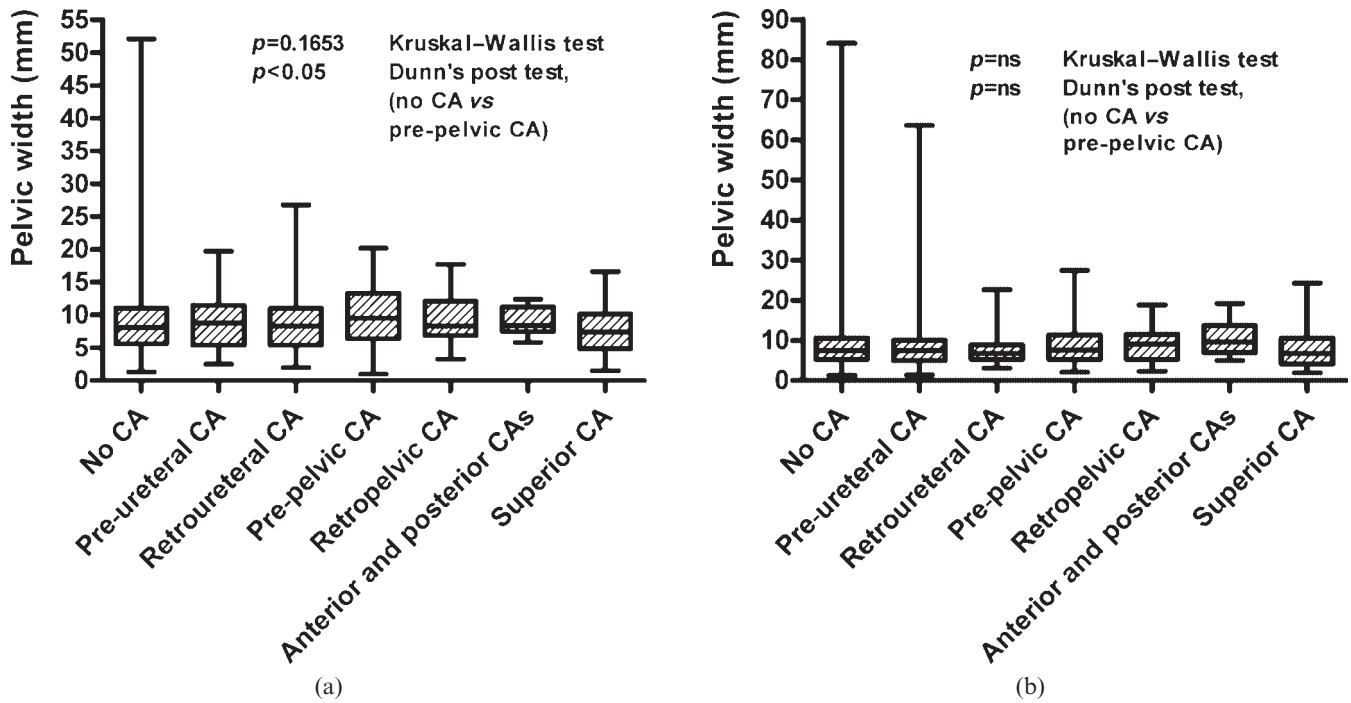 55
50
45
40
35
30
25
20
15
10
5
0
Pelvic width (mm)
p=0.1653 Kruskal–Wallis test
p<0.05 Dunn's post test,
(no CA vs
pre-pelvic CA)
No CA
Pre-ureteral CA
Retroureteral CA
Pre-pelvic CA
Retropelvic CA
Anterior and posterior CAs
Superior CA
(a)
90
80
70
60
50
40
30
20
10
0
Pelvic width (mm)
p=ns Kruskal–Wallis test
p=ns Dunn's post test,
(no CA vs
pre-pelvic CA)
No CA
Pre-ureteral CA
Retroureteral CA
Pre-pelvic CA
Retropelvic CA
Anterior and posterior CAs
Superior CA
(b)